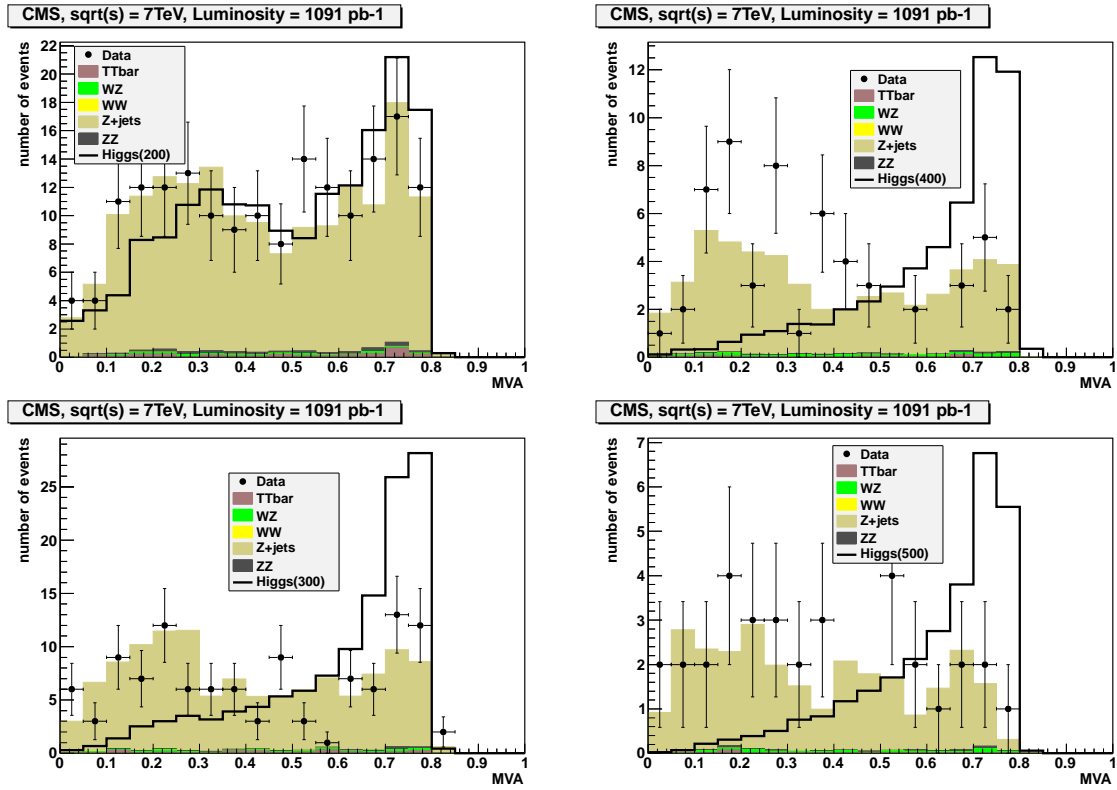 CMS, sqrt(s) = 7TeV, Luminosity = 1091 pb-1
number of events
22
20
18
16
14
12
10
8
6
4
2
0
Data
TTbar
WZ
WW
Z+jets
ZZ
Higgs(200)
0 0.1 0.2 0.3 0.4 0.5 0.6 0.7 0.8 0.9 1
MVA
CMS, sqrt(s) = 7TeV, Luminosity = 1091 pb-1
number of events
12
10
8
6
4
2
0
Data
TTbar
WZ
WW
Z+jets
ZZ
Higgs(400)
0 0.1 0.2 0.3 0.4 0.5 0.6 0.7 0.8 0.9 1
MVA
CMS, sqrt(s) = 7TeV, Luminosity = 1091 pb-1
number of events
25
20
15
10
5
0
Data
TTbar
WZ
WW
Z+jets
ZZ
Higgs(300)
0 0.1 0.2 0.3 0.4 0.5 0.6 0.7 0.8 0.9 1
MVA
CMS, sqrt(s) = 7TeV, Luminosity = 1091 pb-1
number of events
7
6
5
4
3
2
1
0
Data
TTbar
WZ
WW
Z+jets
ZZ
Higgs(500)
0 0.1 0.2 0.3 0.4 0.5 0.6 0.7 0.8 0.9 1
MVA